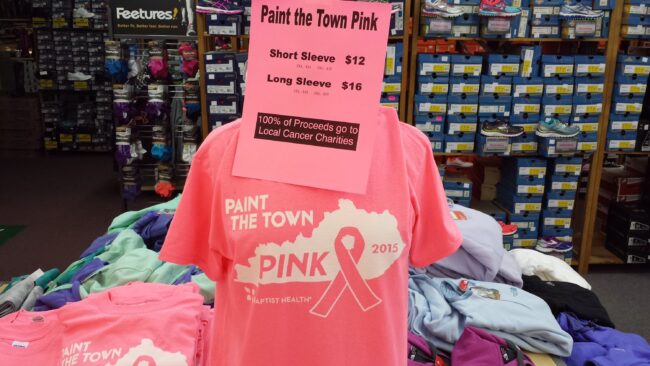 Feetures!
Paint the Town Pink
Short Sleeve $12
Long Sleeve $16
100% of Proceeds go to
Local Cancer Charities
PAINT
THE TOWN
PINK 2015
BAPTIST HEALTH
PAINT
THE TOWN